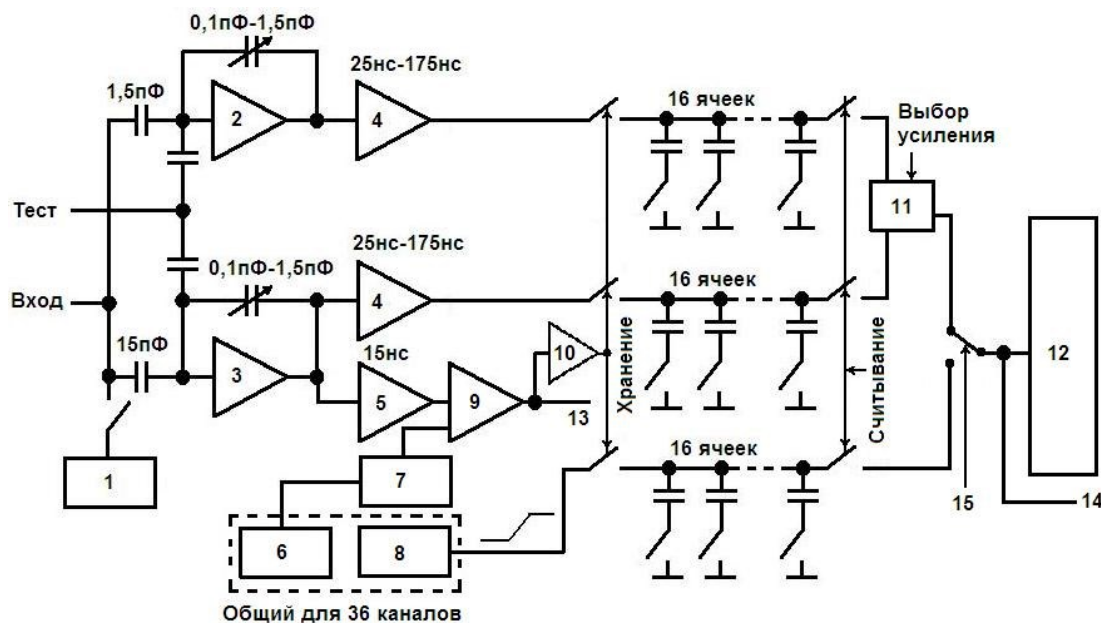 0,1пФ-1,5пФ
25нс-175нс
1,5пФ
2
4
16 ячеек
Выбор
усиления
11
Тест
25нс-175нс
0,1пФ-1,5пФ
16 ячеек
Вход
4
15пФ
3
15нс
10
5
9
13
Хранение
Считывание
12
16 ячеек
1
7
15
14
6
8
Общий для 36 каналов